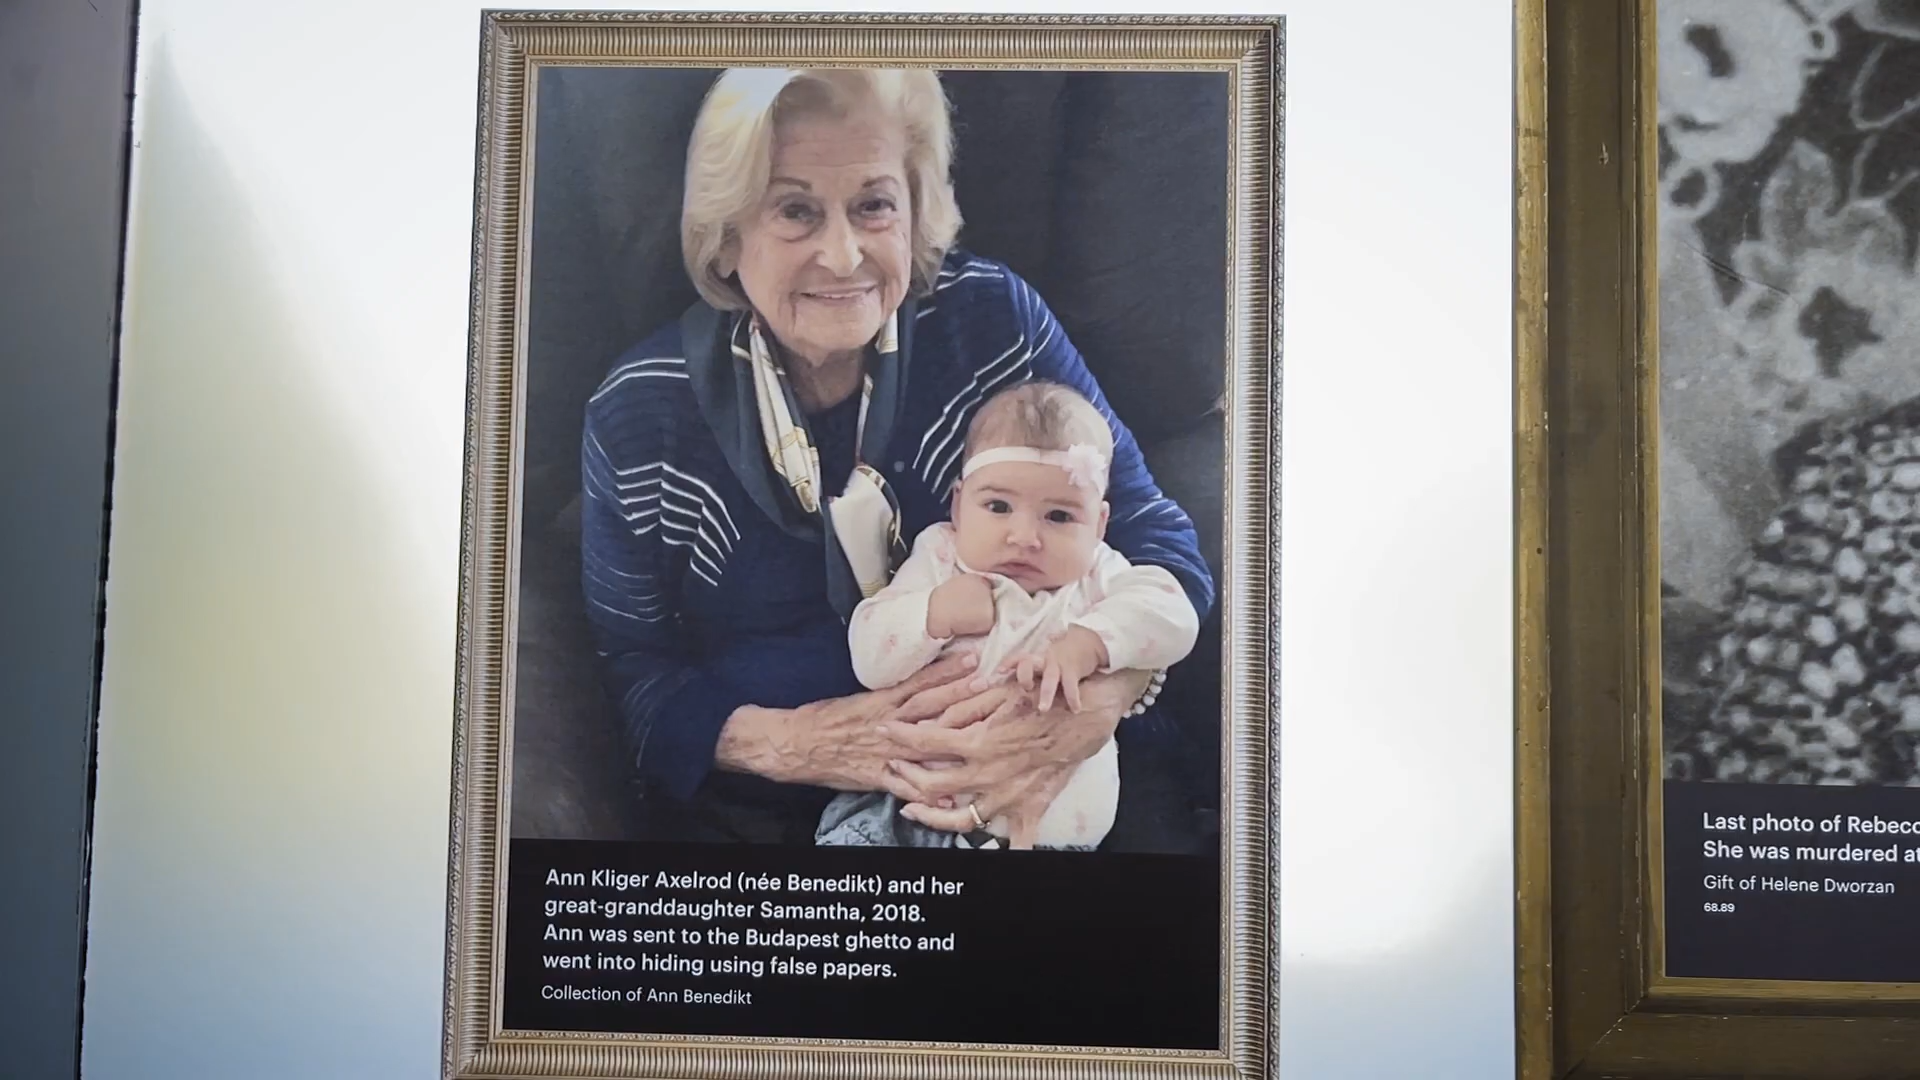 Ann Kliger Axelrod (née Benedikt) and her
great-granddaughter Samantha, 2018.
Ann was sent to the Budapest ghetto and
went into hiding using false papers.
Collection of Ann Benedikt
Last photo of
She was murdered
Gift of Helene Dworzan
68.89